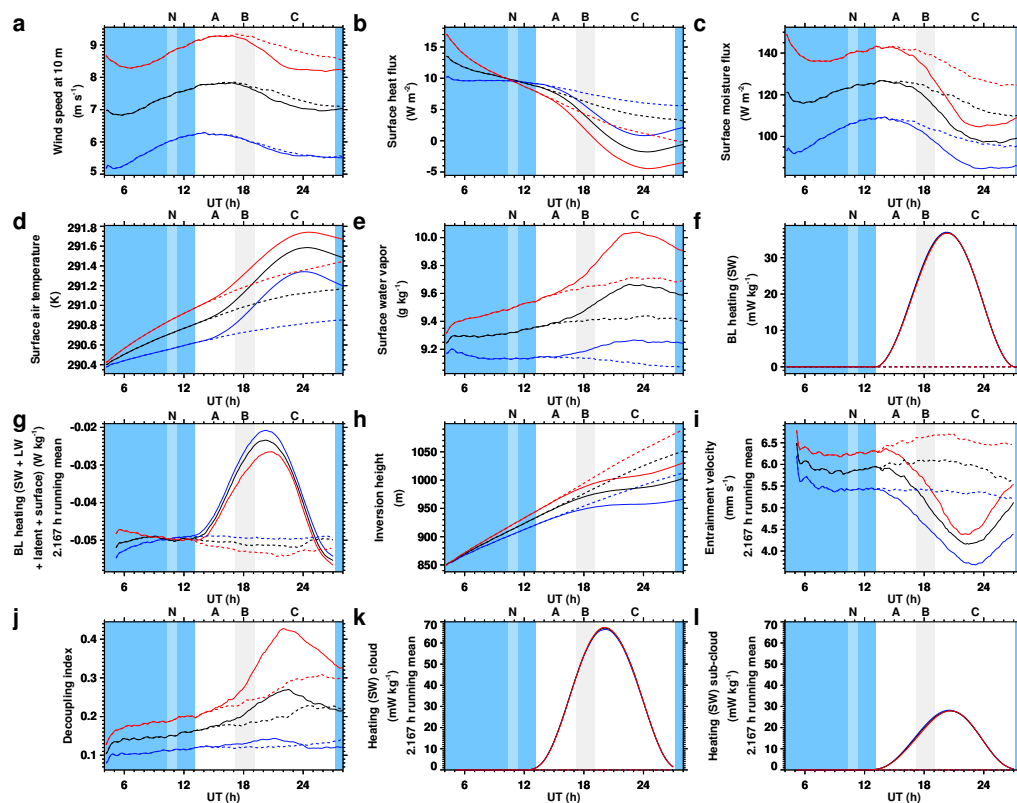 a
N A B C
Wind speed at 10 m
(m s⁻¹)
9
8
7
6
5
6 12 18 24
UT (h)
b
N A B C
Surface heat flux
(W m⁻²)
15
10
5
0
-5
6 12 18 24
UT (h)
c
N A B C
Surface moisture flux
(W m⁻²)
140
120
100
6 12 18 24
UT (h)
d
N A B C
Surface air temperature
(K)
291.8
291.6
291.4
291.2
291.0
290.8
290.6
290.4
6 12 18 24
UT (h)
e
N A B C
Surface water vapor
(g kg⁻¹)
10.0
9.8
9.6
9.4
9.2
6 12 18 24
UT (h)
f
N A B C
BL heating (SW)
(mW kg⁻¹)
30
20
10
0
6 12 18 24
UT (h)
g
N A B C
BL heating (SW + LW
+ latent + surface) (W kg⁻¹)
2.167 h running mean
-0.02
-0.03
-0.04
-0.05
6 12 18 24
UT (h)
h
N A B C
Inversion height
(m)
1050
1000
950
900
850
6 12 18 24
UT (h)
i
N A B C
Entrainment velocity
(mm s⁻¹)
2.167 h running mean
6.5
6.0
5.5
5.0
4.5
4.0
6 12 18 24
UT (h)
j
N A B C
Decoupling index
0.4
0.3
0.2
0.1
6 12 18 24
UT (h)
k
N A B C
Heating (SW) cloud
2.167 h running mean
(mW kg⁻¹)
70
60
50
40
30
20
10
0
6 12 18 24
UT (h)
l
N A B C
Heating (SW) sub-cloud
2.167 h running mean
(mW kg⁻¹)
70
60
50
40
30
20
10
0
6 12 18 24
UT (h)